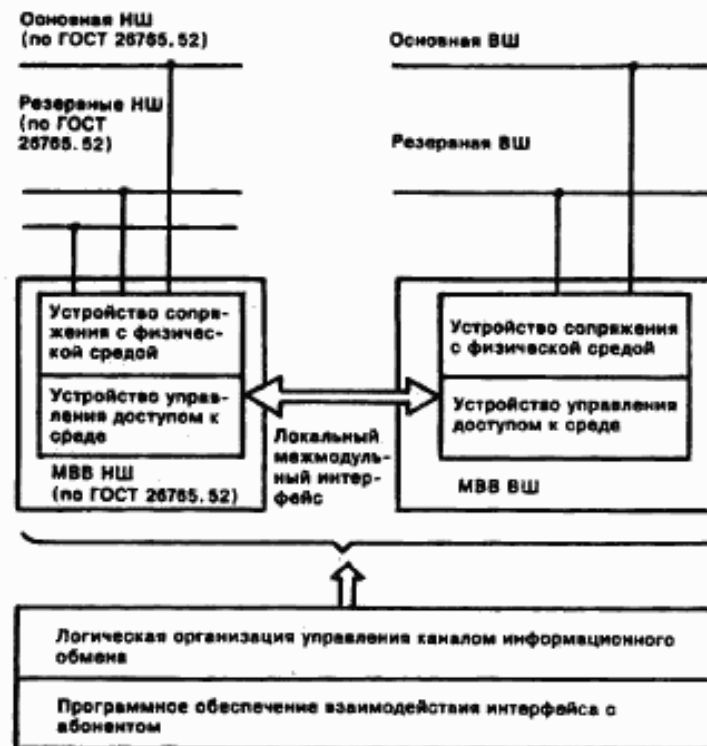 Основная НШ
(по ГОСТ 26765.52)
Резервные НШ
(по ГОСТ
26765.52)
Основная ВШ
Резервная ВШ
Устройство сопря-
жения с физичес-
кой средой
Устройство управ-
ления доступом к
среде
МВВ НШ
(по ГОСТ 26765.52)
Локальный
межмодуль-
ный интер-
фейс
Устройство сопряжения
с физической средой
Устройство управления
доступом к среде
МВВ ВШ
Логическая организация управления каналом информационного
обмена
Программное обеспечение взаимодействия интерфейса с
абонентом